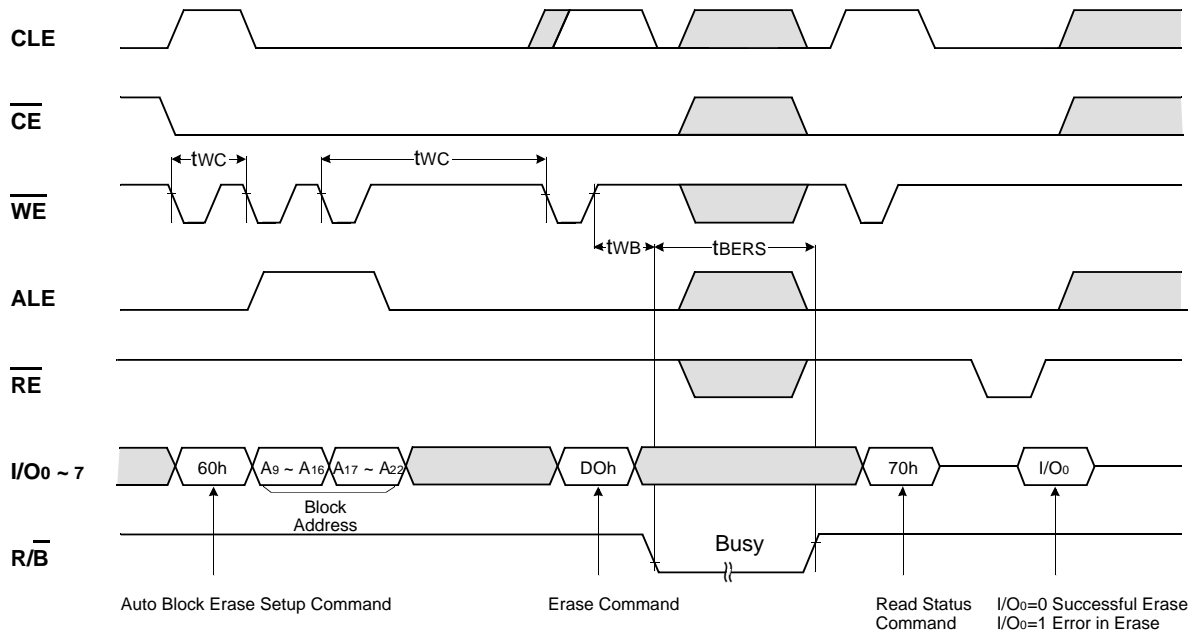 CLE
CE
tWC
tWC
WE
tWB
tBERS
ALE
RE
I/O0 ~ 7
60h
A9 ~ A16
A17 ~ A22
DOh
70h
I/O0
Block
Address
R/B
Busy
Auto Block Erase Setup Command
Erase Command
Read Status
Command
I/O0=0 Successful Erase
I/O0=1 Error in Erase